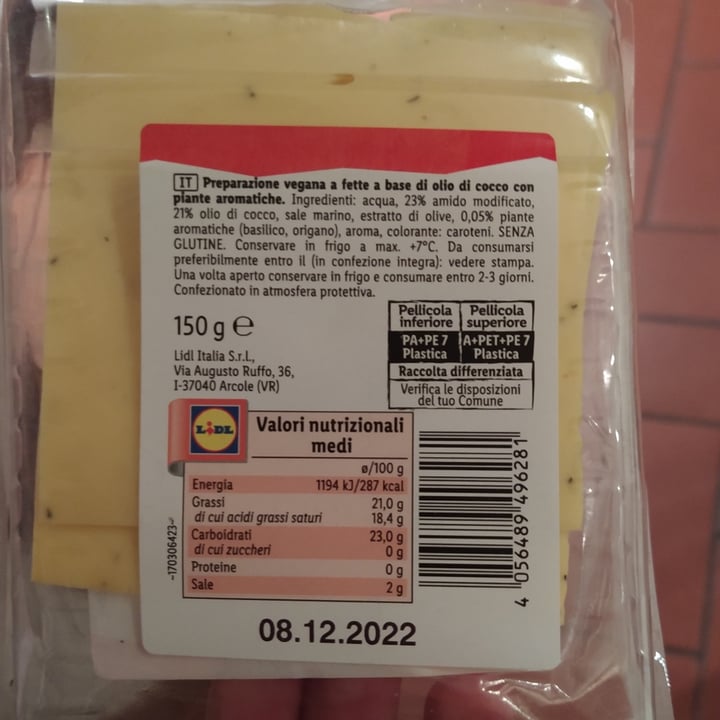 IT Preparazione vegana a fette a base di olio di cocco con
piante aromatiche. Ingredienti: acqua, 23% amido modificato,
21% olio di cocco, sale marino, estratto di olive, 0,05% piante
aromatiche (basilico, origano), aroma, colorante: caroteni. SENZA
GLUTINE. Conservare in frigo a max. +7°C. Da consumarsi
preferibilmente entro il (in confezione integra): vedere stampa.
Una volta aperto conservare in frigo e consumare entro 2-3 giorni.
Confezionato in atmosfera protettiva.
150 g e
Lidl Italia S.r.l.,
Via Augusto Ruffo, 36,
I-37040 Arcole (VR)
Pellicola inferiore
Pellicola superiore
PA+PE 7
Plastica
A+PET+PE 7
Plastica
Raccolta differenziata
Verifica le disposizioni
del tuo Comune
LIDL
Valori nutrizionali
medi
ø/100 g
Energia 1194 kJ/287 kcal
Grassi 21,0 g
di cui acidi grassi saturi 18,4 g
Carboidrati 23,0 g
di cui zuccheri 0 g
Proteine 0 g
Sale 2 g
-170306423-
4 056489 496281
08.12.2022